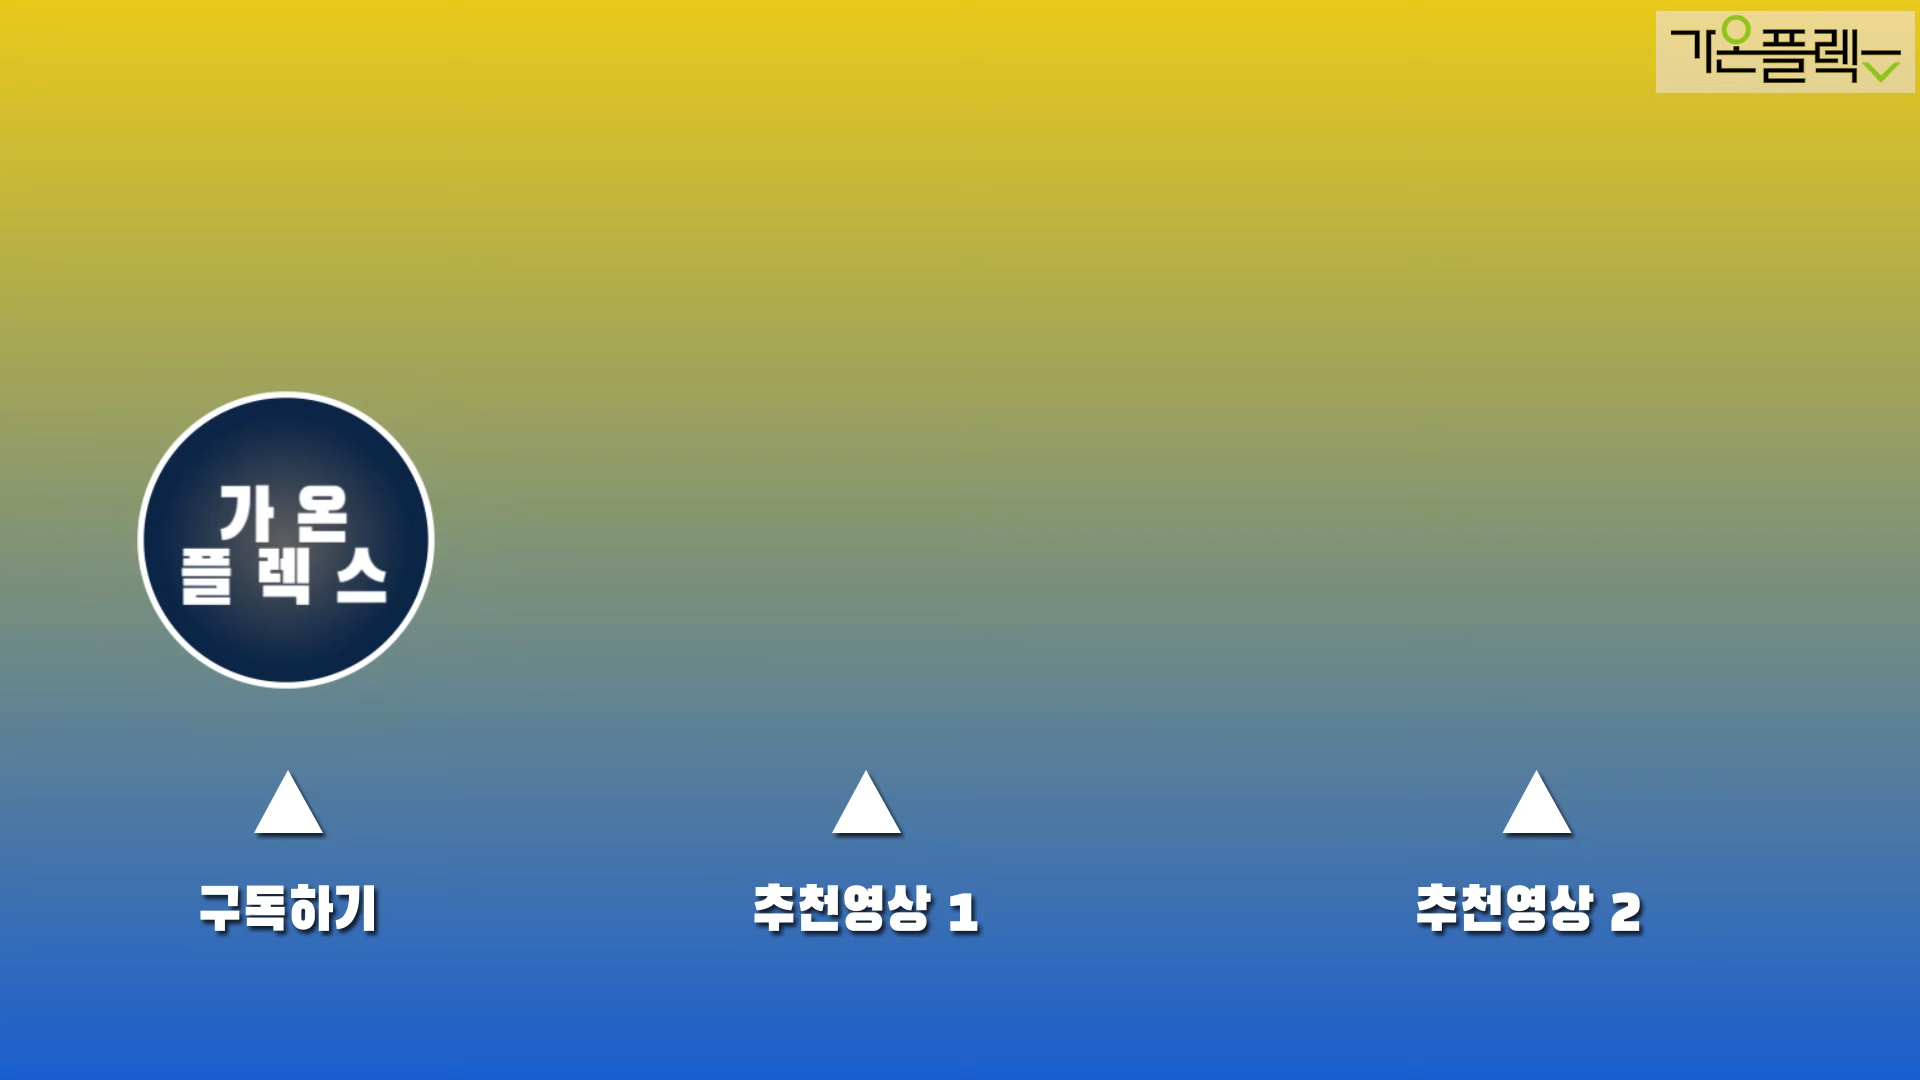 가온플렉스
가 온
플 렉 스
구독하기
추천영상 1
추천영상 2